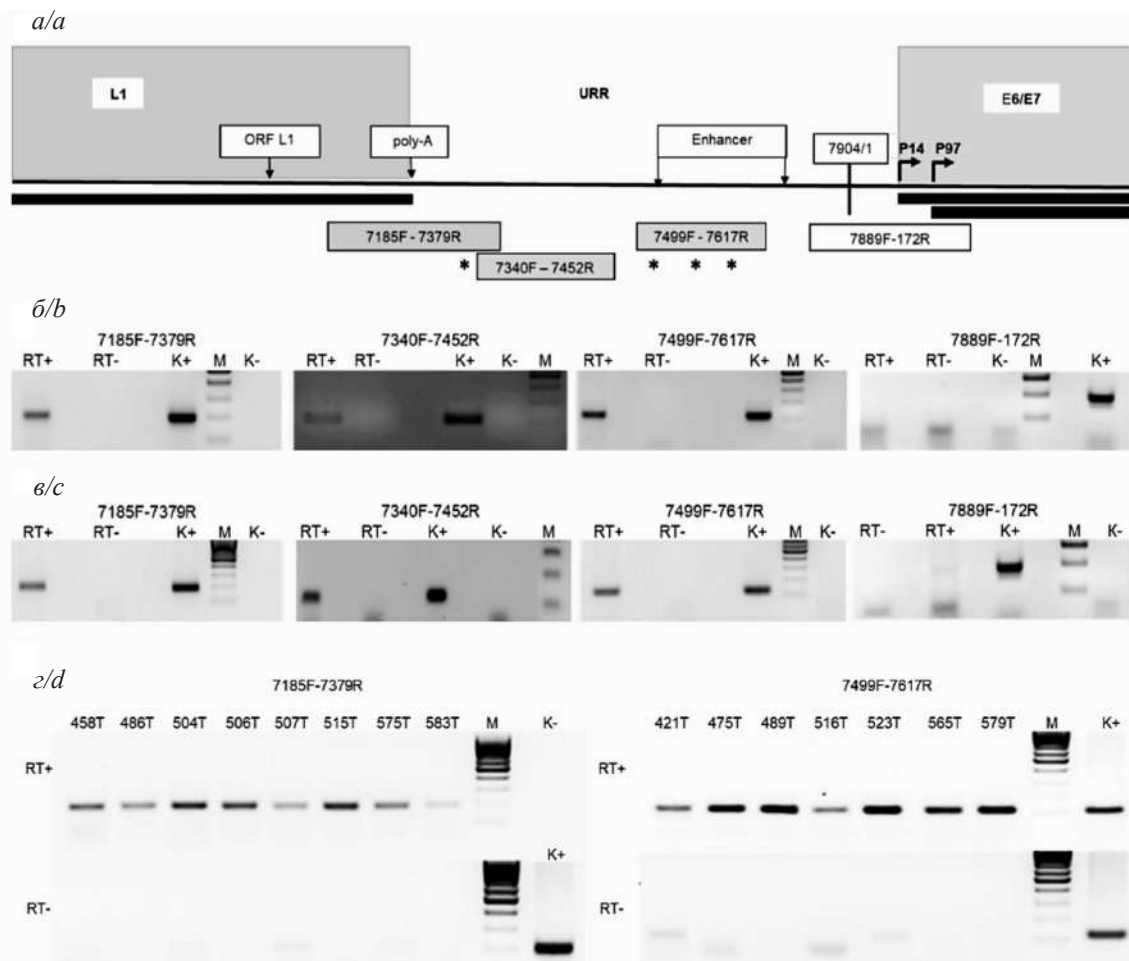 а/a
L1
URR
E6/E7
ORF L1
poly-A
Enhancer
7904/1
P14
P97
7185F-7379R
7499F-7617R
7889F-172R
*
7340F-7452R
* * *
б/b
7185F-7379R
7340F-7452R
7499F-7617R
7889F-172R
RT+ RT- K+ M K-
RT+ RT- K+ K- M
RT+ RT- K+ M K-
RT+ RT- K- M K+
в/c
7185F-7379R
7340F-7452R
7499F-7617R
7889F-172R
RT+ RT- K+ M K-
RT+ RT- K+ K- M
RT+ RT- K+ M K-
RT- RT+ K+ M K-
г/d
7185F-7379R
7499F-7617R
458T 486T 504T 506T 507T 515T 575T 583T M K-
421T 475T 489T 516T 523T 565T 579T M K+
RT+
RT+
K+
RT-
RT-